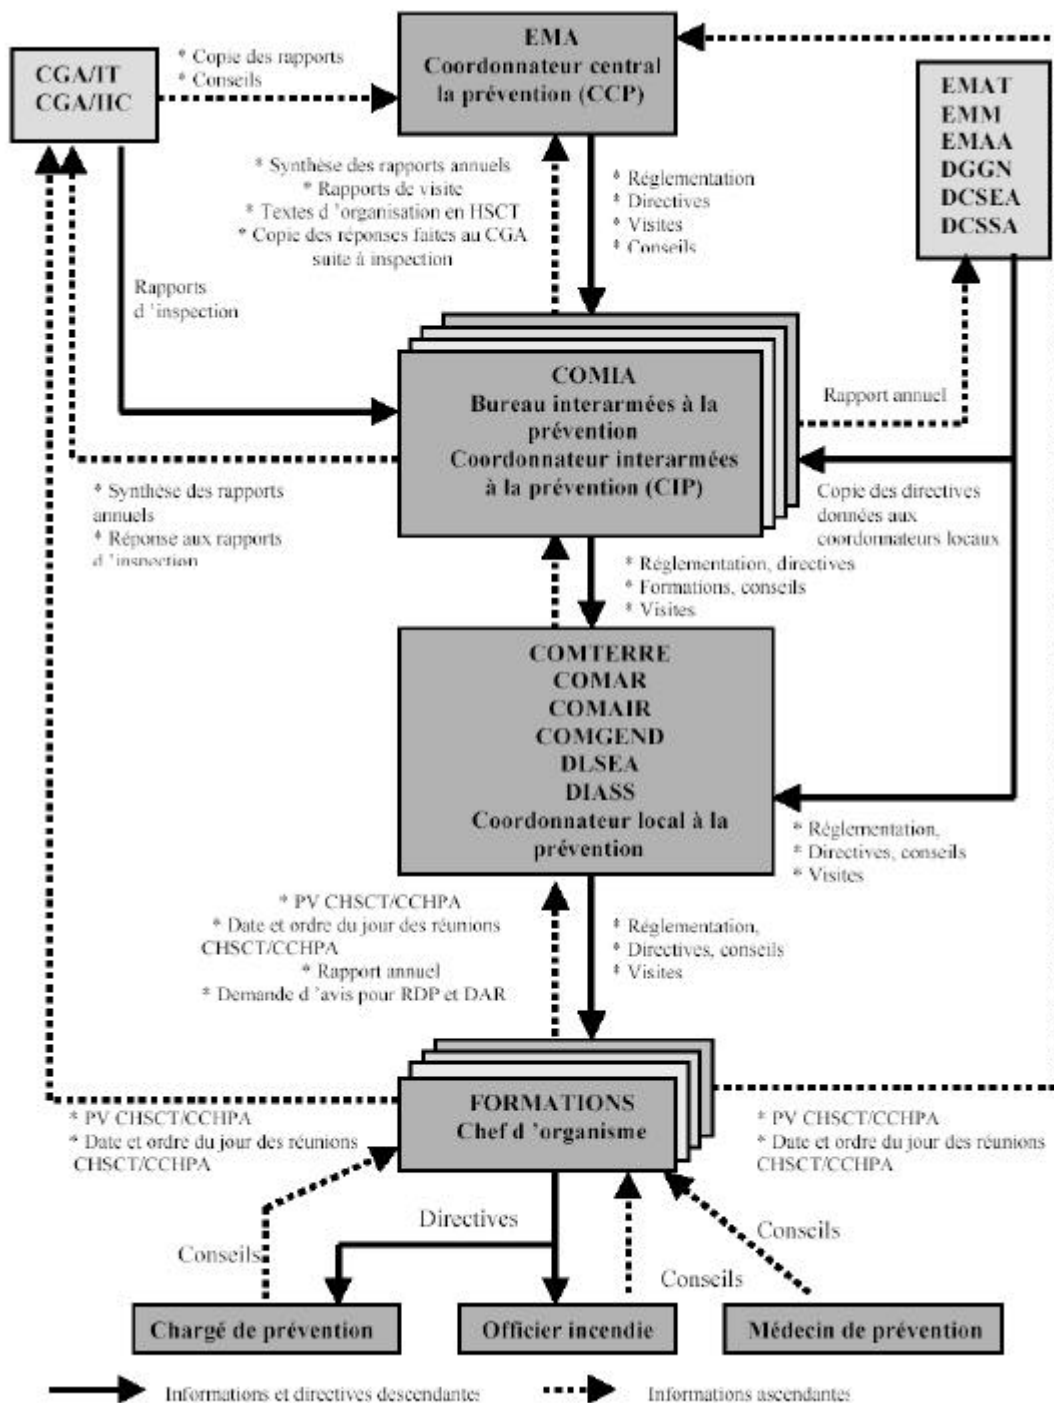 EMA
Coordonnateur central
la prévention (CCP)
CGA/IT
CGA/IIC
* Copie des rapports
* Conseils
EMAT
EMM
EMAA
DGGN
DCSEA
DCSSA
* Synthèse des rapports annuels
* Rapports de visite
* Textes d 'organisation en HSCT
* Copie des réponses faites au CGA
suite à inspection
* Réglementation
* Directives
* Visites
* Conseils
Rapports
d 'inspection
COMIA
Bureau interarmées à la
prévention
Coordonnateur interarmées
à la prévention (CIP)
Rapport annuel
* Synthèse des rapports
annuels
* Réponse aux rapports
d 'inspection
Copie des directives
données aux
coordonnateurs locaux
* Réglementation, directives
* Formations, conseils
* Visites
COMTERRE
COMAR
COMAIR
COMGEND
DLSEA
DIASS
Coordonnateur local à la
prévention
* Réglementation,
* Directives, conseils
* Visites
* PV CHSCT/CCHPA
* Date et ordre du jour des réunions
CHSCT/CCHPA
* Rapport annuel
* Demande d 'avis pour RDP et DAR
* Réglementation,
* Directives, conseils
* Visites
FORMATIONS
Chef d 'organisme
* PV CHSCT/CCHPA
* Date et ordre du jour des réunions
CHSCT/CCHPA
* PV CHSCT/CCHPA
* Date et ordre du jour des réunions
CHSCT/CCHPA
Directives
Conseils
Conseils
Conseils
Chargé de prévention
Officier incendie
Médecin de prévention
Informations et directives descendantes
Informations ascendantes